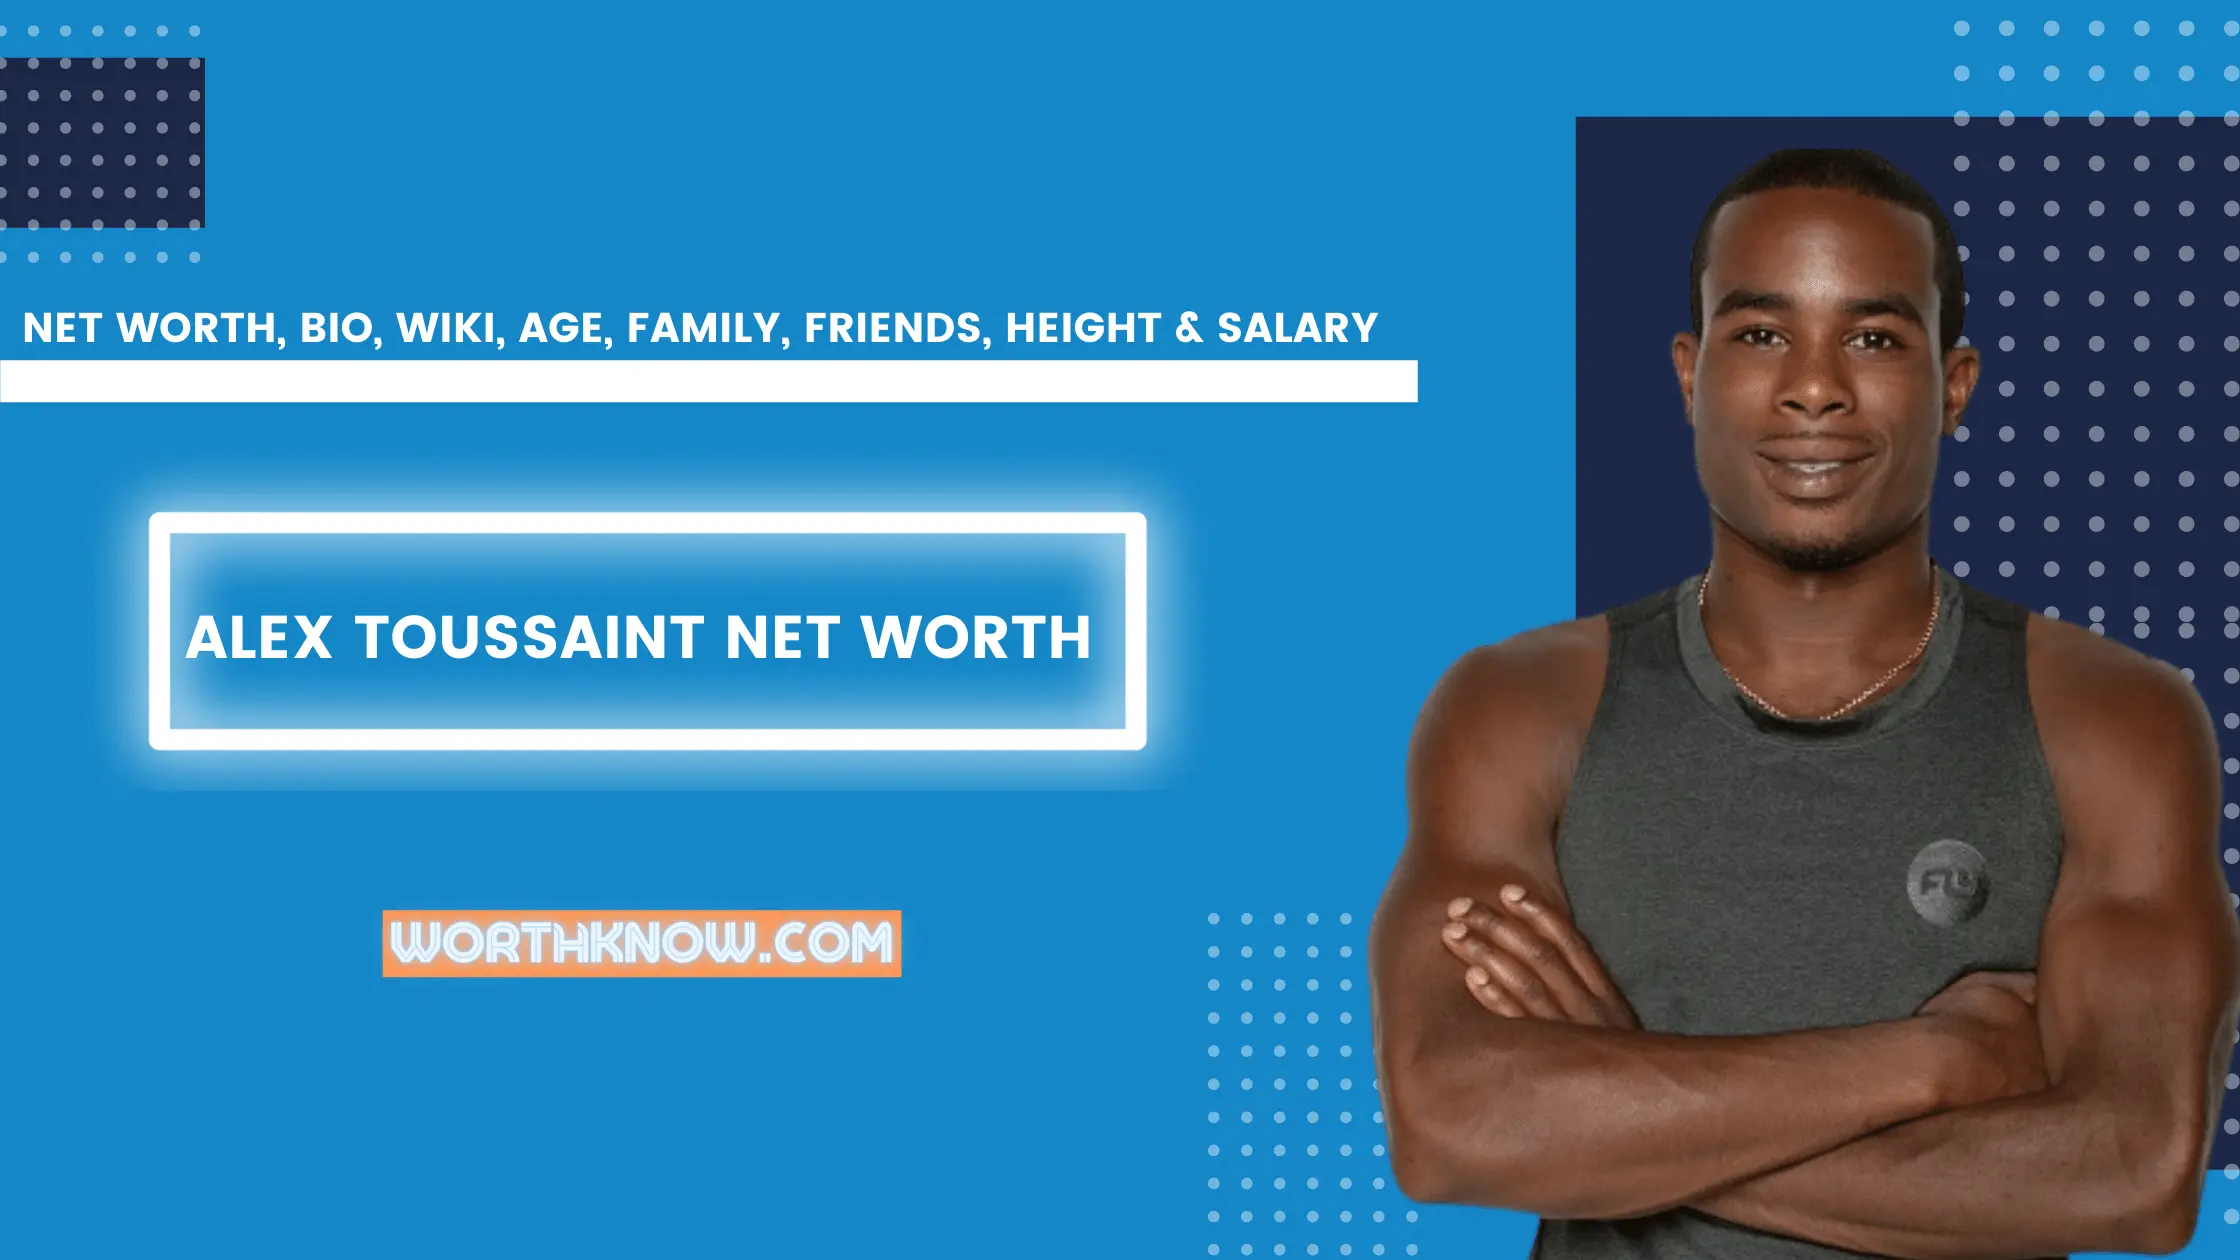 NET WORTH, BIO, WIKI, AGE, FAMILY, FRIENDS, HEIGHT & SALARY
ALEX TOUSSAINT NET WORTH
WORTHKNOW.COM